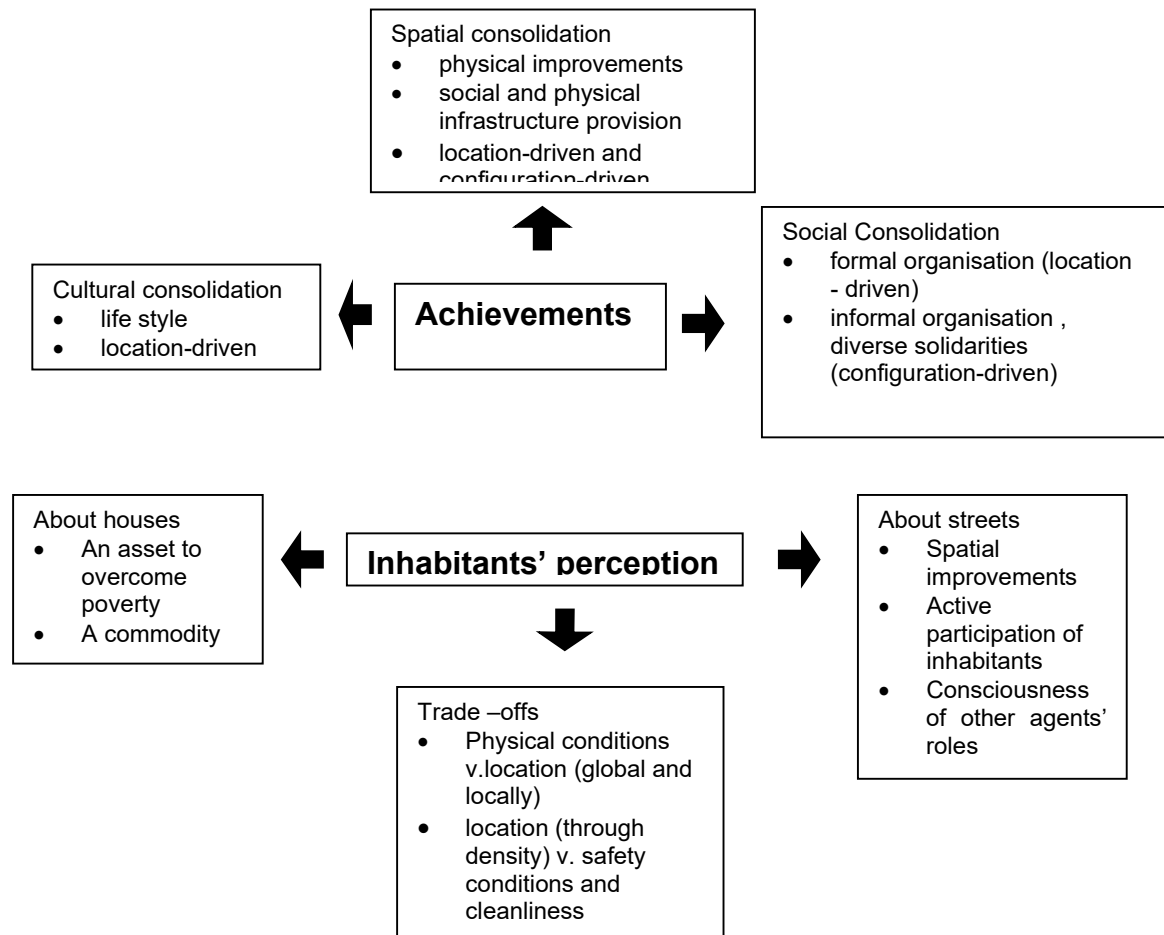 Spatial consolidation
• physical improvements
• social and physical
infrastructure provision
• location-driven and
configuration-driven
Social Consolidation
• formal organisation (location
- driven)
• informal organisation ,
diverse solidarities
(configuration-driven)
Cultural consolidation
• life style
• location-driven
Achievements
About houses
• An asset to
overcome
poverty
• A commodity
Inhabitants’ perception
About streets
• Spatial
improvements
• Active
participation of
inhabitants
• Consciousness
of other agents’
roles
Trade –offs
• Physical conditions
v.location (global and
locally)
• location (through
density) v. safety
conditions and
cleanliness